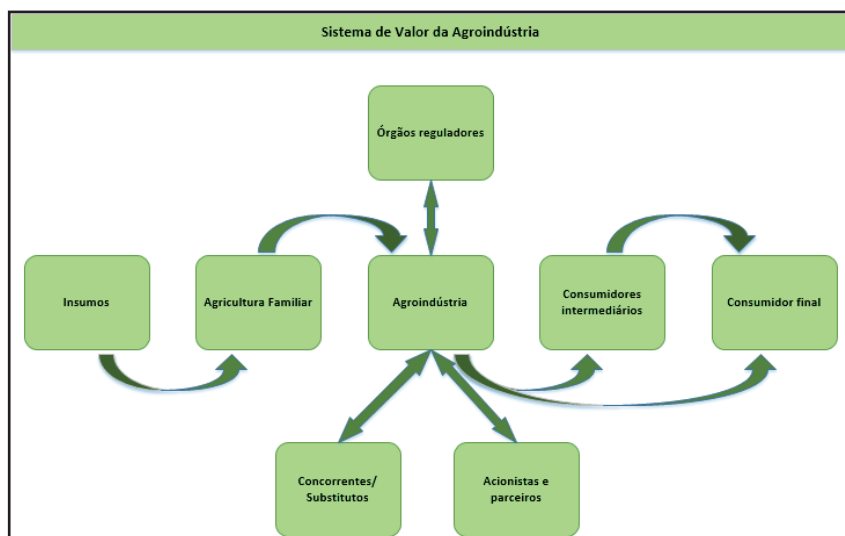 Sistema de Valor da Agroindústria
Órgãos reguladores
Insumos
Agricultura Familiar
Agroindústria
Consumidores
intermediários
Consumidor final
Concorrentes/
Substitutos
Acionistas e
parceiros